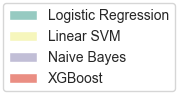 Logistic Regression
Linear SVM
Naive Bayes
XGBoost